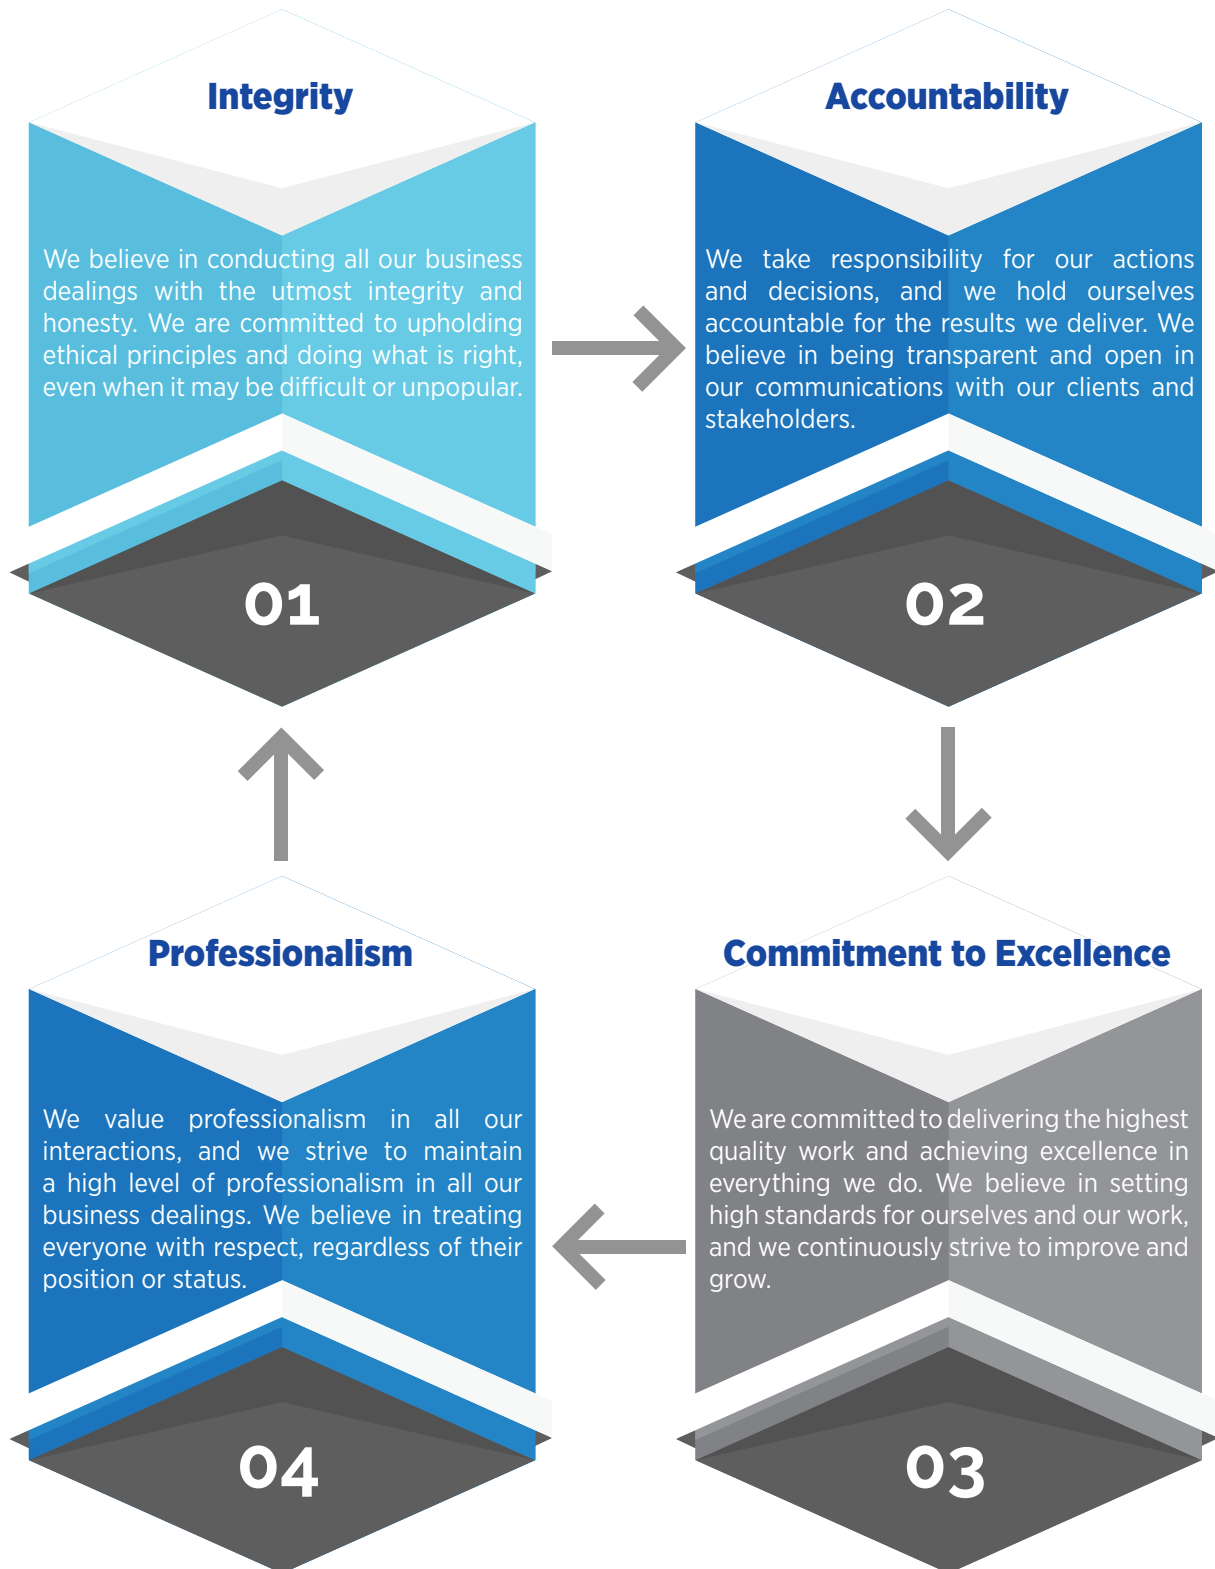 Integrity
We believe in conducting all our business
dealings with the utmost integrity and
honesty. We are committed to upholding
ethical principles and doing what is right,
even when it may be difficult or unpopular.
01
Accountability
We take responsibility for our actions
and decisions, and we hold ourselves
accountable for the results we deliver. We
believe in being transparent and open in
our communications with our clients and
stakeholders.
02
Commitment to Excellence
We are committed to delivering the highest
quality work and achieving excellence in
everything we do. We believe in setting
high standards for ourselves and our work,
and we continuously strive to improve and
grow.
03
Professionalism
We value professionalism in all our
interactions, and we strive to maintain
a high level of professionalism in all our
business dealings. We believe in treating
everyone with respect, regardless of their
position or status.
04